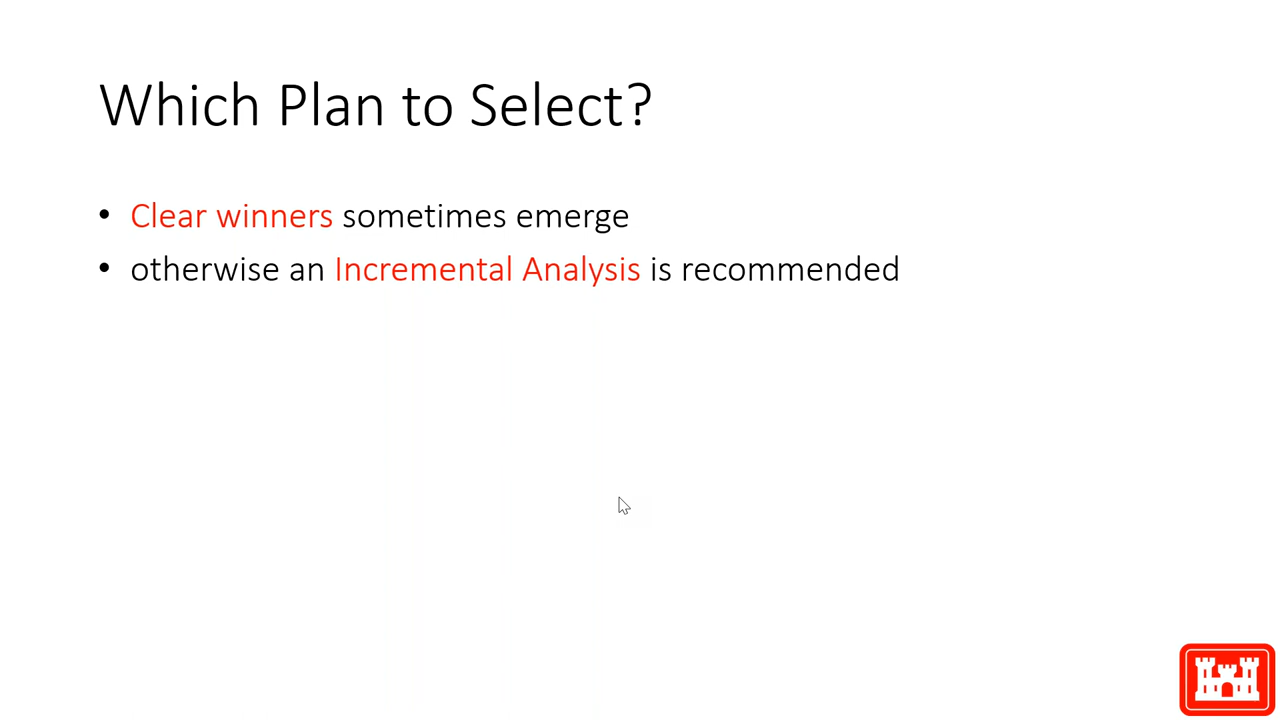 Which Plan to Select?
• Clear winners sometimes emerge
• otherwise an Incremental Analysis is recommended